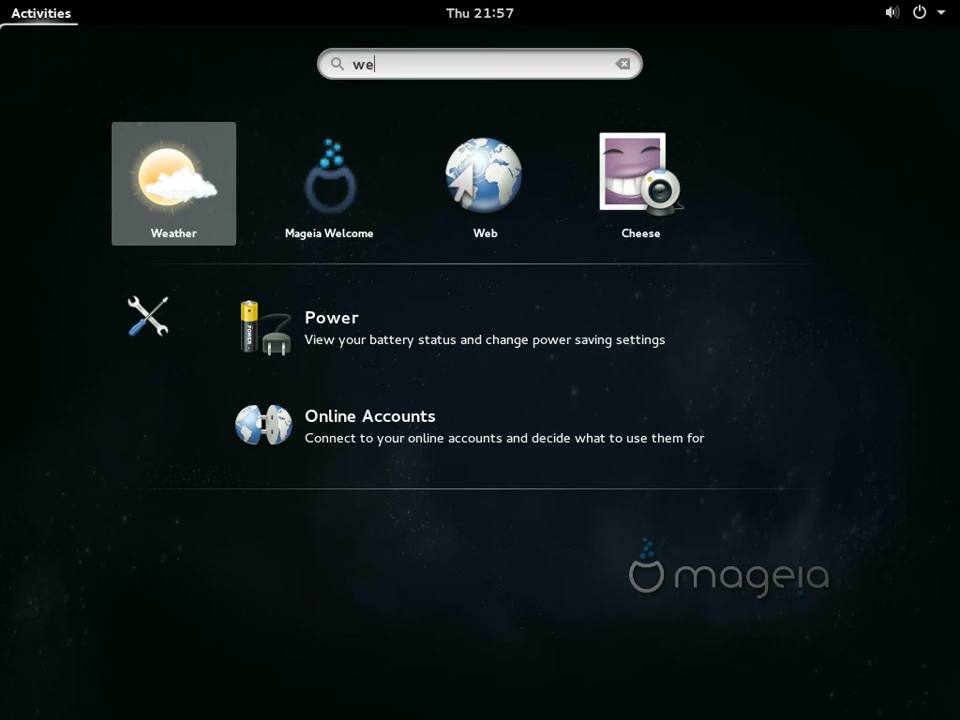 Activities
Thu 21:57
we
Weather
Mageia Welcome
Web
Cheese
Power
View your battery status and change power saving settings
Online Accounts
Connect to your online accounts and decide what to use them for
mageia